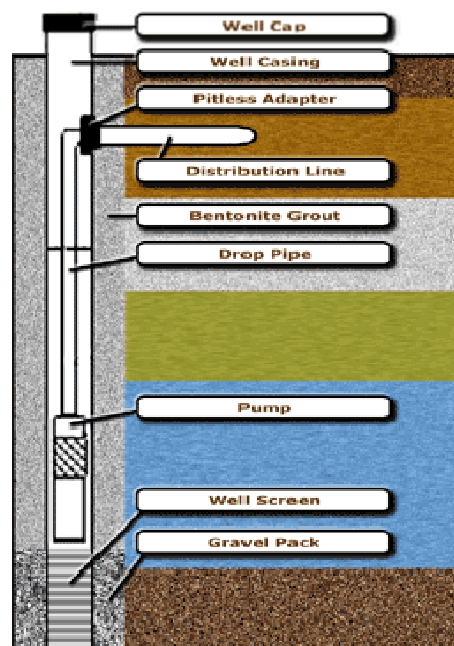 Well Cap
Well Casing
Pitless Adapter
Distribution Line
Bentonite Grout
Drop Pipe
Pump
Well Screen
Gravel Pack